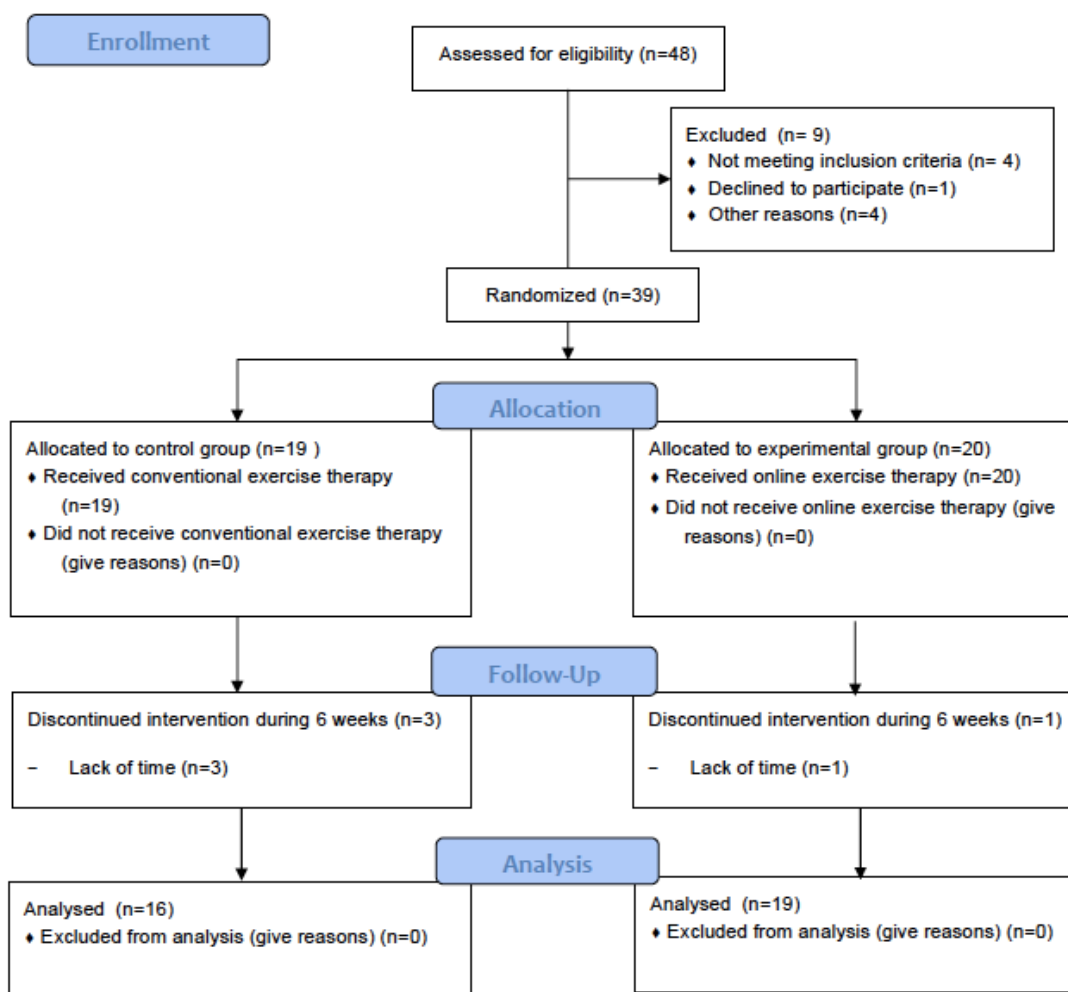 Enrollment
Assessed for eligibility (n=48)
Excluded (n= 9)
♦ Not meeting inclusion criteria (n= 4)
♦ Declined to participate (n=1)
♦ Other reasons (n=4)
Randomized (n=39)
Allocation
Allocated to control group (n=19 )
♦ Received conventional exercise therapy
(n=19)
♦ Did not receive conventional exercise therapy
(give reasons) (n=0)
Allocated to experimental group (n=20)
♦ Received online exercise therapy (n=20)
♦ Did not receive online exercise therapy (give
reasons) (n=0)
Follow-Up
Discontinued intervention during 6 weeks (n=3)
– Lack of time (n=3)
Discontinued intervention during 6 weeks (n=1)
– Lack of time (n=1)
Analysis
Analysed (n=16)
♦ Excluded from analysis (give reasons) (n=0)
Analysed (n=19)
♦ Excluded from analysis (give reasons) (n=0)